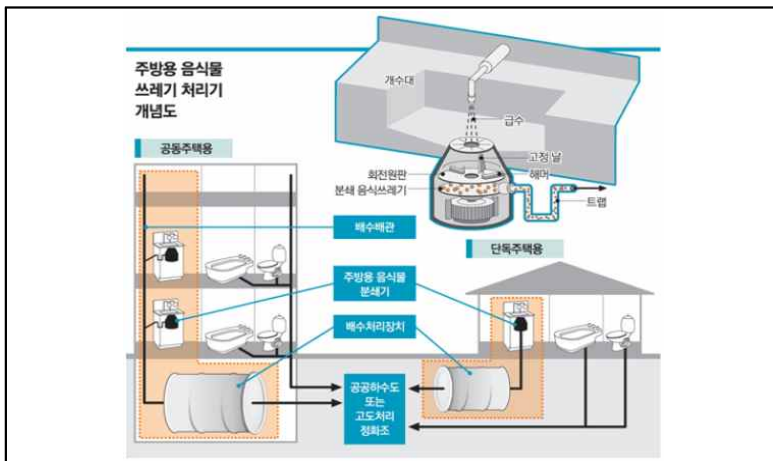 주방용 음식물
쓰레기 처리기
개념도
개수대
급수
고정 날
회전원판
해머
분쇄 음식쓰레기
트랩
공동주택용
배수배관
단독주택용
주방용 음식물
분쇄기
배수처리장치
공공하수도
또는
고도처리
정화조